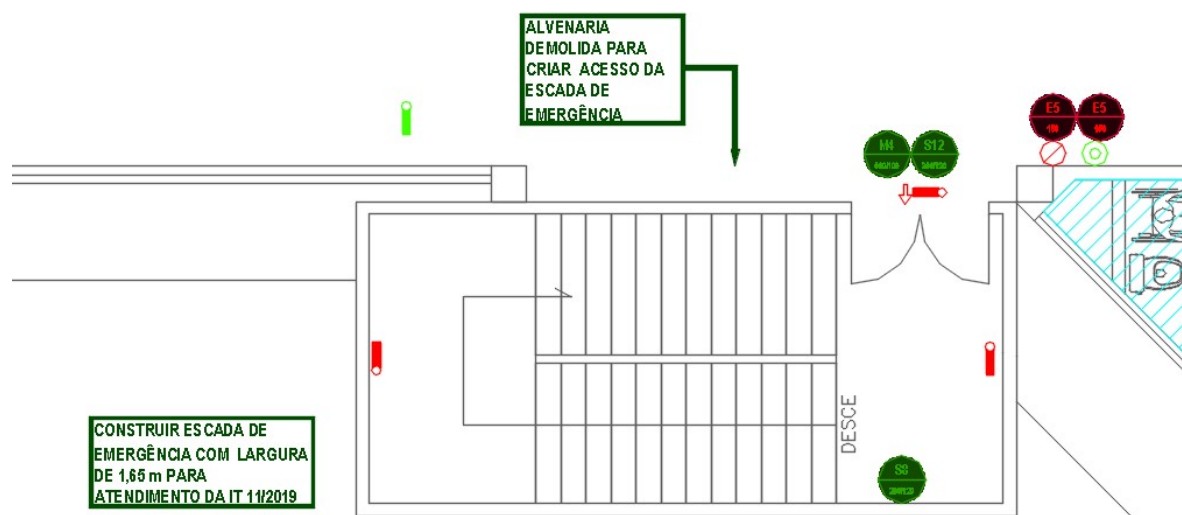 ALVENARIA
DEMOLIDA PARA
CRIAR ACESSO DA
ESCADA DE
EMERGÊNCIA
E5
E5
M4
S12
DESCE
CONSTRUIR ESCADA DE
EMERGÊNCIA COM LARGURA
DE 1,65 m PARA
ATENDIMENTO DA IT 11/2019
S8